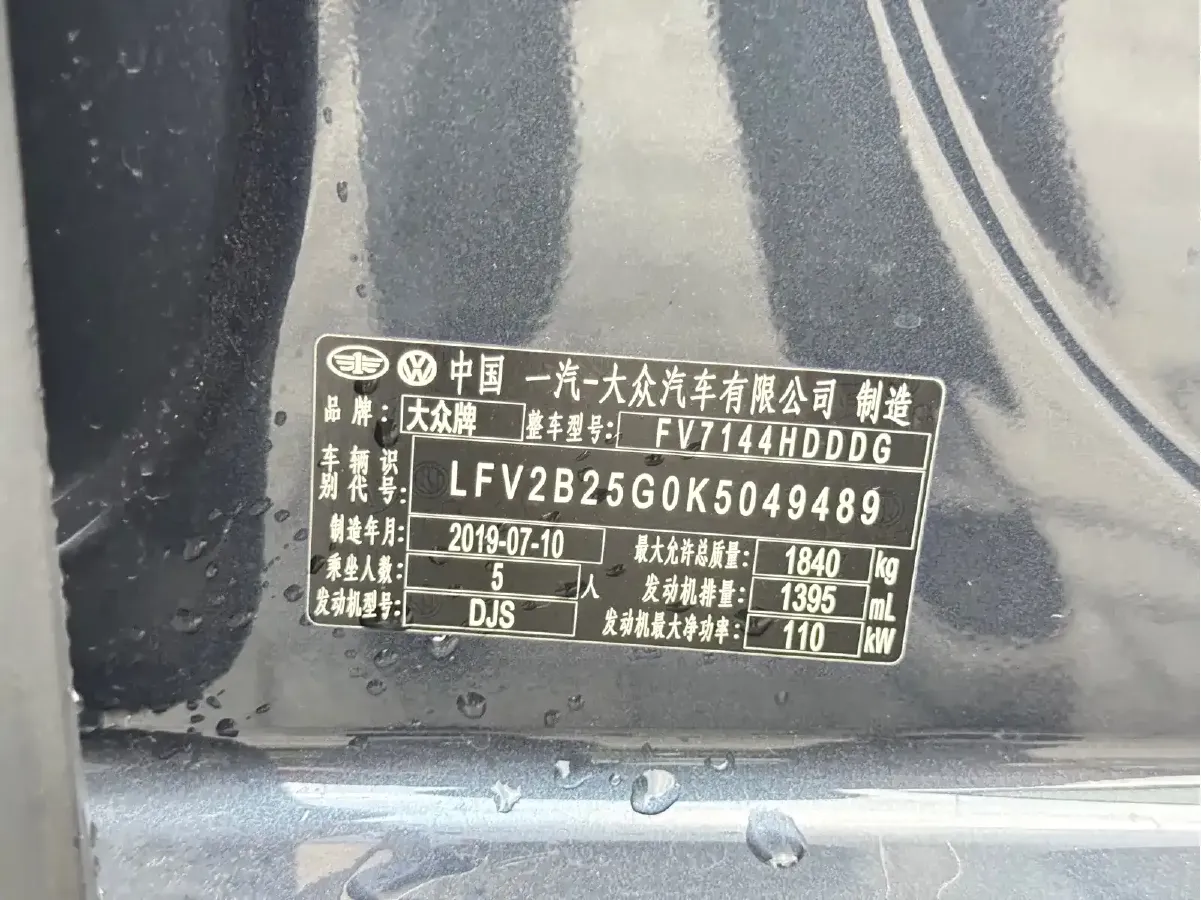 中国 一汽-大众汽车有限公司 制造
品牌: 大众牌 整车型号: FV7144HDDDG
车辆识别代号: LFV2B25G0K5049489
制造年月: 2019-07-10 最大允许总质量: 1840 kg
乘坐人数: 5 人 发动机排量: 1395 mL
发动机型号: DJS 发动机最大净功率: 110 kW